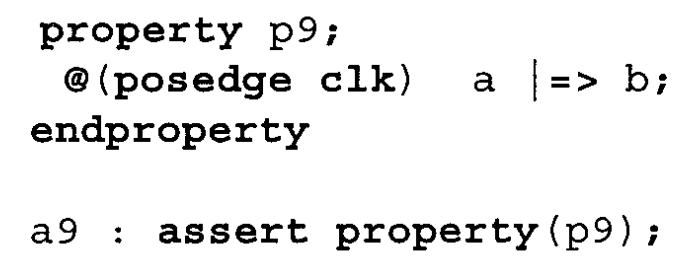 property p9;
@(posedge clk) a |=> b;
endproperty
a9 : assert property(p9);